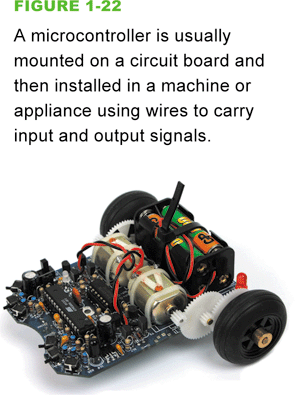 FIGURE 1-22
A microcontroller is usually
mounted on a circuit board and
then installed in a machine or
appliance using wires to carry
input and output signals.